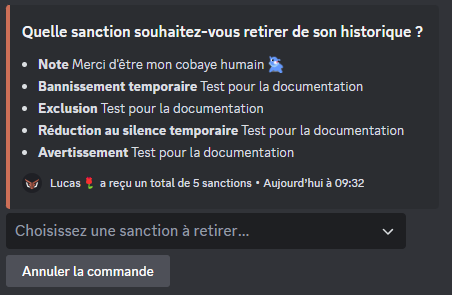 Quelle sanction souhaitez-vous retirer de son historique ?
• Note Merci d'être mon cobaye humain
• Bannissement temporaire Test pour la documentation
• Exclusion Test pour la documentation
• Réduction au silence temporaire Test pour la documentation
• Avertissement Test pour la documentation
Lucas 🌷 a reçu un total de 5 sanctions • Aujourd'hui à 09:32
Choisissez une sanction à retirer...
Annuler la commande